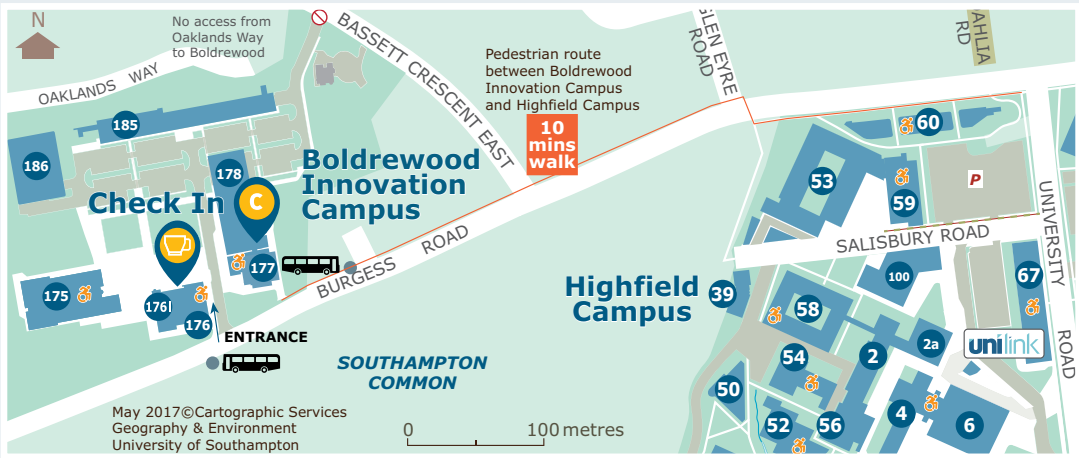 N
No access from
Oaklands Way
to Boldrewood
OAKLANDS WAY
BASSETT CRESCENT EAST
Pedestrian route
between Boldrewood
Innovation Campus
and Highfield Campus
10
mins
walk
GLEN EYRE
ROAD
AHLIA
RD
185
186
178
Boldrewood
Innovation
Campus
Check In
C
177
175
176
176
ENTRANCE
BURGESS ROAD
SOUTHAMPTON
COMMON
60
53
59
P
UNIVERSITY
ROAD
SALISBURY ROAD
100
67
Highfield
Campus
39
58
54
2
2a
unilink
50
52
56
4
6
May 2017©Cartographic Services
Geography & Environment
University of Southampton
0 100 metres